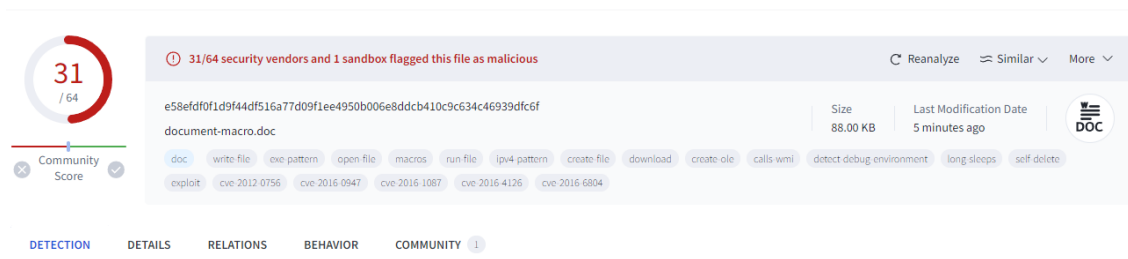 31
/ 64
Community
Score
31/64 security vendors and 1 sandbox flagged this file as malicious
Reanalyze
Similar
More
e58efdf0f1d9f44df516a77d09f1ee4950b006e8ddcb410c9c634c46939dfc6f
document-macro.doc
Size
88.00 KB
Last Modification Date
5 minutes ago
W
DOC
doc write-file exe-pattern open-file macros run-file ipv4-pattern create-file download create-ole calls-wmi detect-debug-environment long-sleeps self-delete
exploit cve-2012-0756 cve-2016-0947 cve-2016-1087 cve-2016-4126 cve-2016-6804
DETECTION DETAILS RELATIONS BEHAVIOR COMMUNITY 1